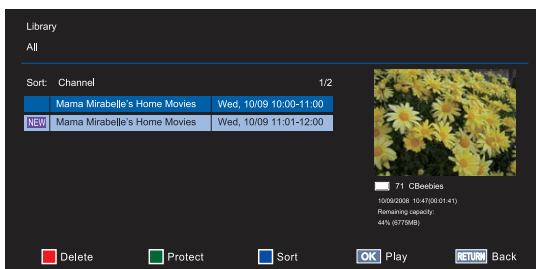 Library
All
Sort: Channel 1/2
Mama Mirabelle's Home Movies Wed, 10/09 10:00-11:00
NEW Mama Mirabelle's Home Movies Wed, 10/09 11:01-12:00
71 CBeebies
10/09/2008 10:47(00:01:41)
Remaining capacity:
44% (6775MB)
Delete Protect Sort OK Play RETURN Back